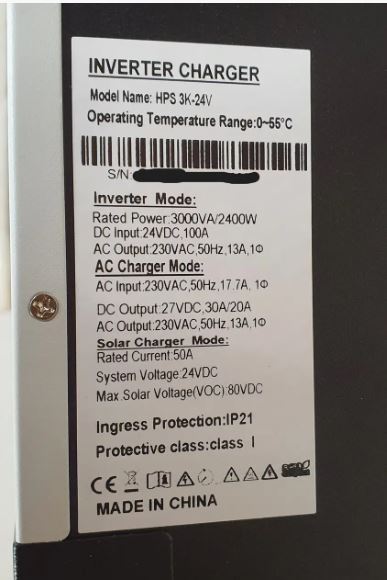 INVERTER CHARGER
Model Name: HPS 3K-24V
Operating Temperature Range:0~55°C
S/N:
Inverter Mode:
Rated Power:3000VA/2400W
DC Input:24VDC,100A
AC Output:230VAC,50Hz,13A,1Φ
AC Charger Mode:
AC Input:230VAC,50Hz,17.7A, 1Φ
DC Output:27VDC,30A/20A
AC Output:230VAC,50Hz,13A,1Φ
Solar Charger Mode:
Rated Current:50A
System Voltage:24VDC
Max.Solar Voltage(VOC):80VDC
Ingress Protection:IP21
Protective class:class I
CE
MADE IN CHINA